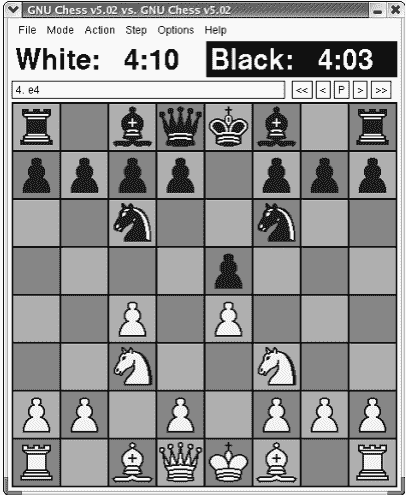 GNU Chess v5.02 vs. GNU Chess v5.02
File Mode Action Step Options Help
White: 4:10 Black: 4:03
4. e4 << < P > >>